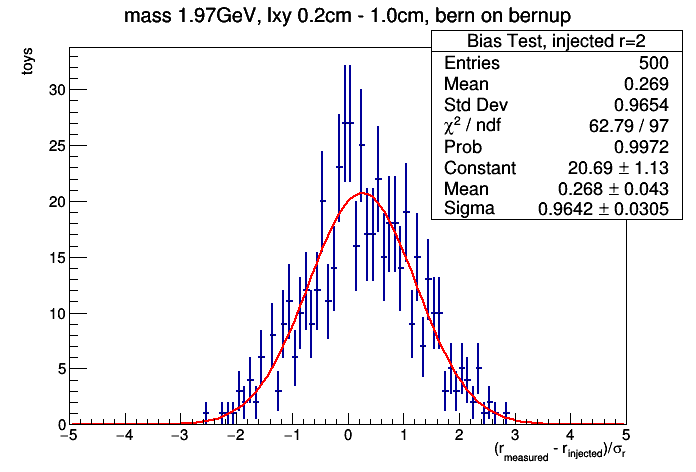 mass 1.97GeV, lxy 0.2cm - 1.0cm, bern on bernup
toys
Bias Test, injected r=2
Entries 500
Mean 0.269
Std Dev 0.9654
χ² / ndf 62.79 / 97
Prob 0.9972
Constant 20.69 ± 1.13
Mean 0.268 ± 0.043
Sigma 0.9642 ± 0.0305
30
25
20
15
10
5
0
−5 −4 −3 −2 −1 0 1 2 3 4 5
(r_measured - r_injected)/σ_r